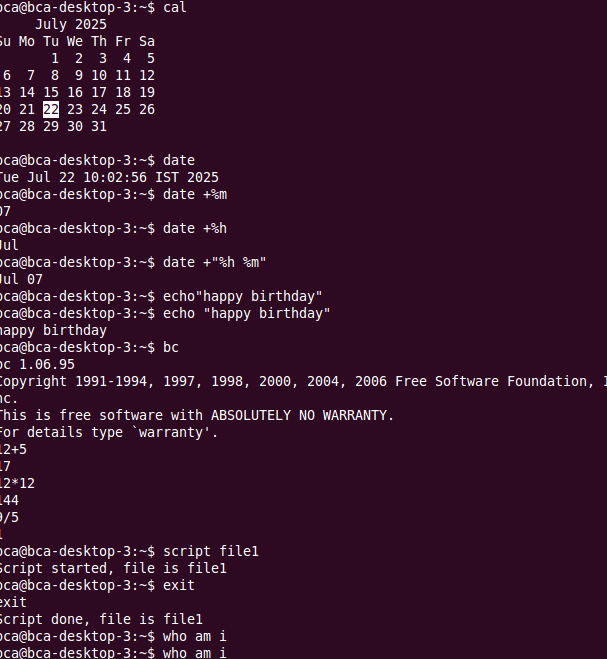 bca@bca-desktop-3:~$ cal
July 2025
Su Mo Tu We Th Fr Sa
1 2 3 4 5
6 7 8 9 10 11 12
13 14 15 16 17 18 19
20 21 22 23 24 25 26
27 28 29 30 31
bca@bca-desktop-3:~$ date
Tue Jul 22 10:02:56 IST 2025
bca@bca-desktop-3:~$ date +%m
07
bca@bca-desktop-3:~$ date +%h
Jul
bca@bca-desktop-3:~$ date +"%h %m"
Jul 07
bca@bca-desktop-3:~$ echo"happy birthday"
bca@bca-desktop-3:~$ echo "happy birthday"
happy birthday
bca@bca-desktop-3:~$ bc
bc 1.06.95
Copyright 1991-1994, 1997, 1998, 2000, 2004, 2006 Free Software Foundation, I
nc.
This is free software with ABSOLUTELY NO WARRANTY.
For details type `warranty'.
12+5
17
12*12
144
9/5
1
bca@bca-desktop-3:~$ script file1
Script started, file is file1
bca@bca-desktop-3:~$ exit
exit
Script done, file is file1
bca@bca-desktop-3:~$ who am i
bca@bca-desktop-3:~$ who am i